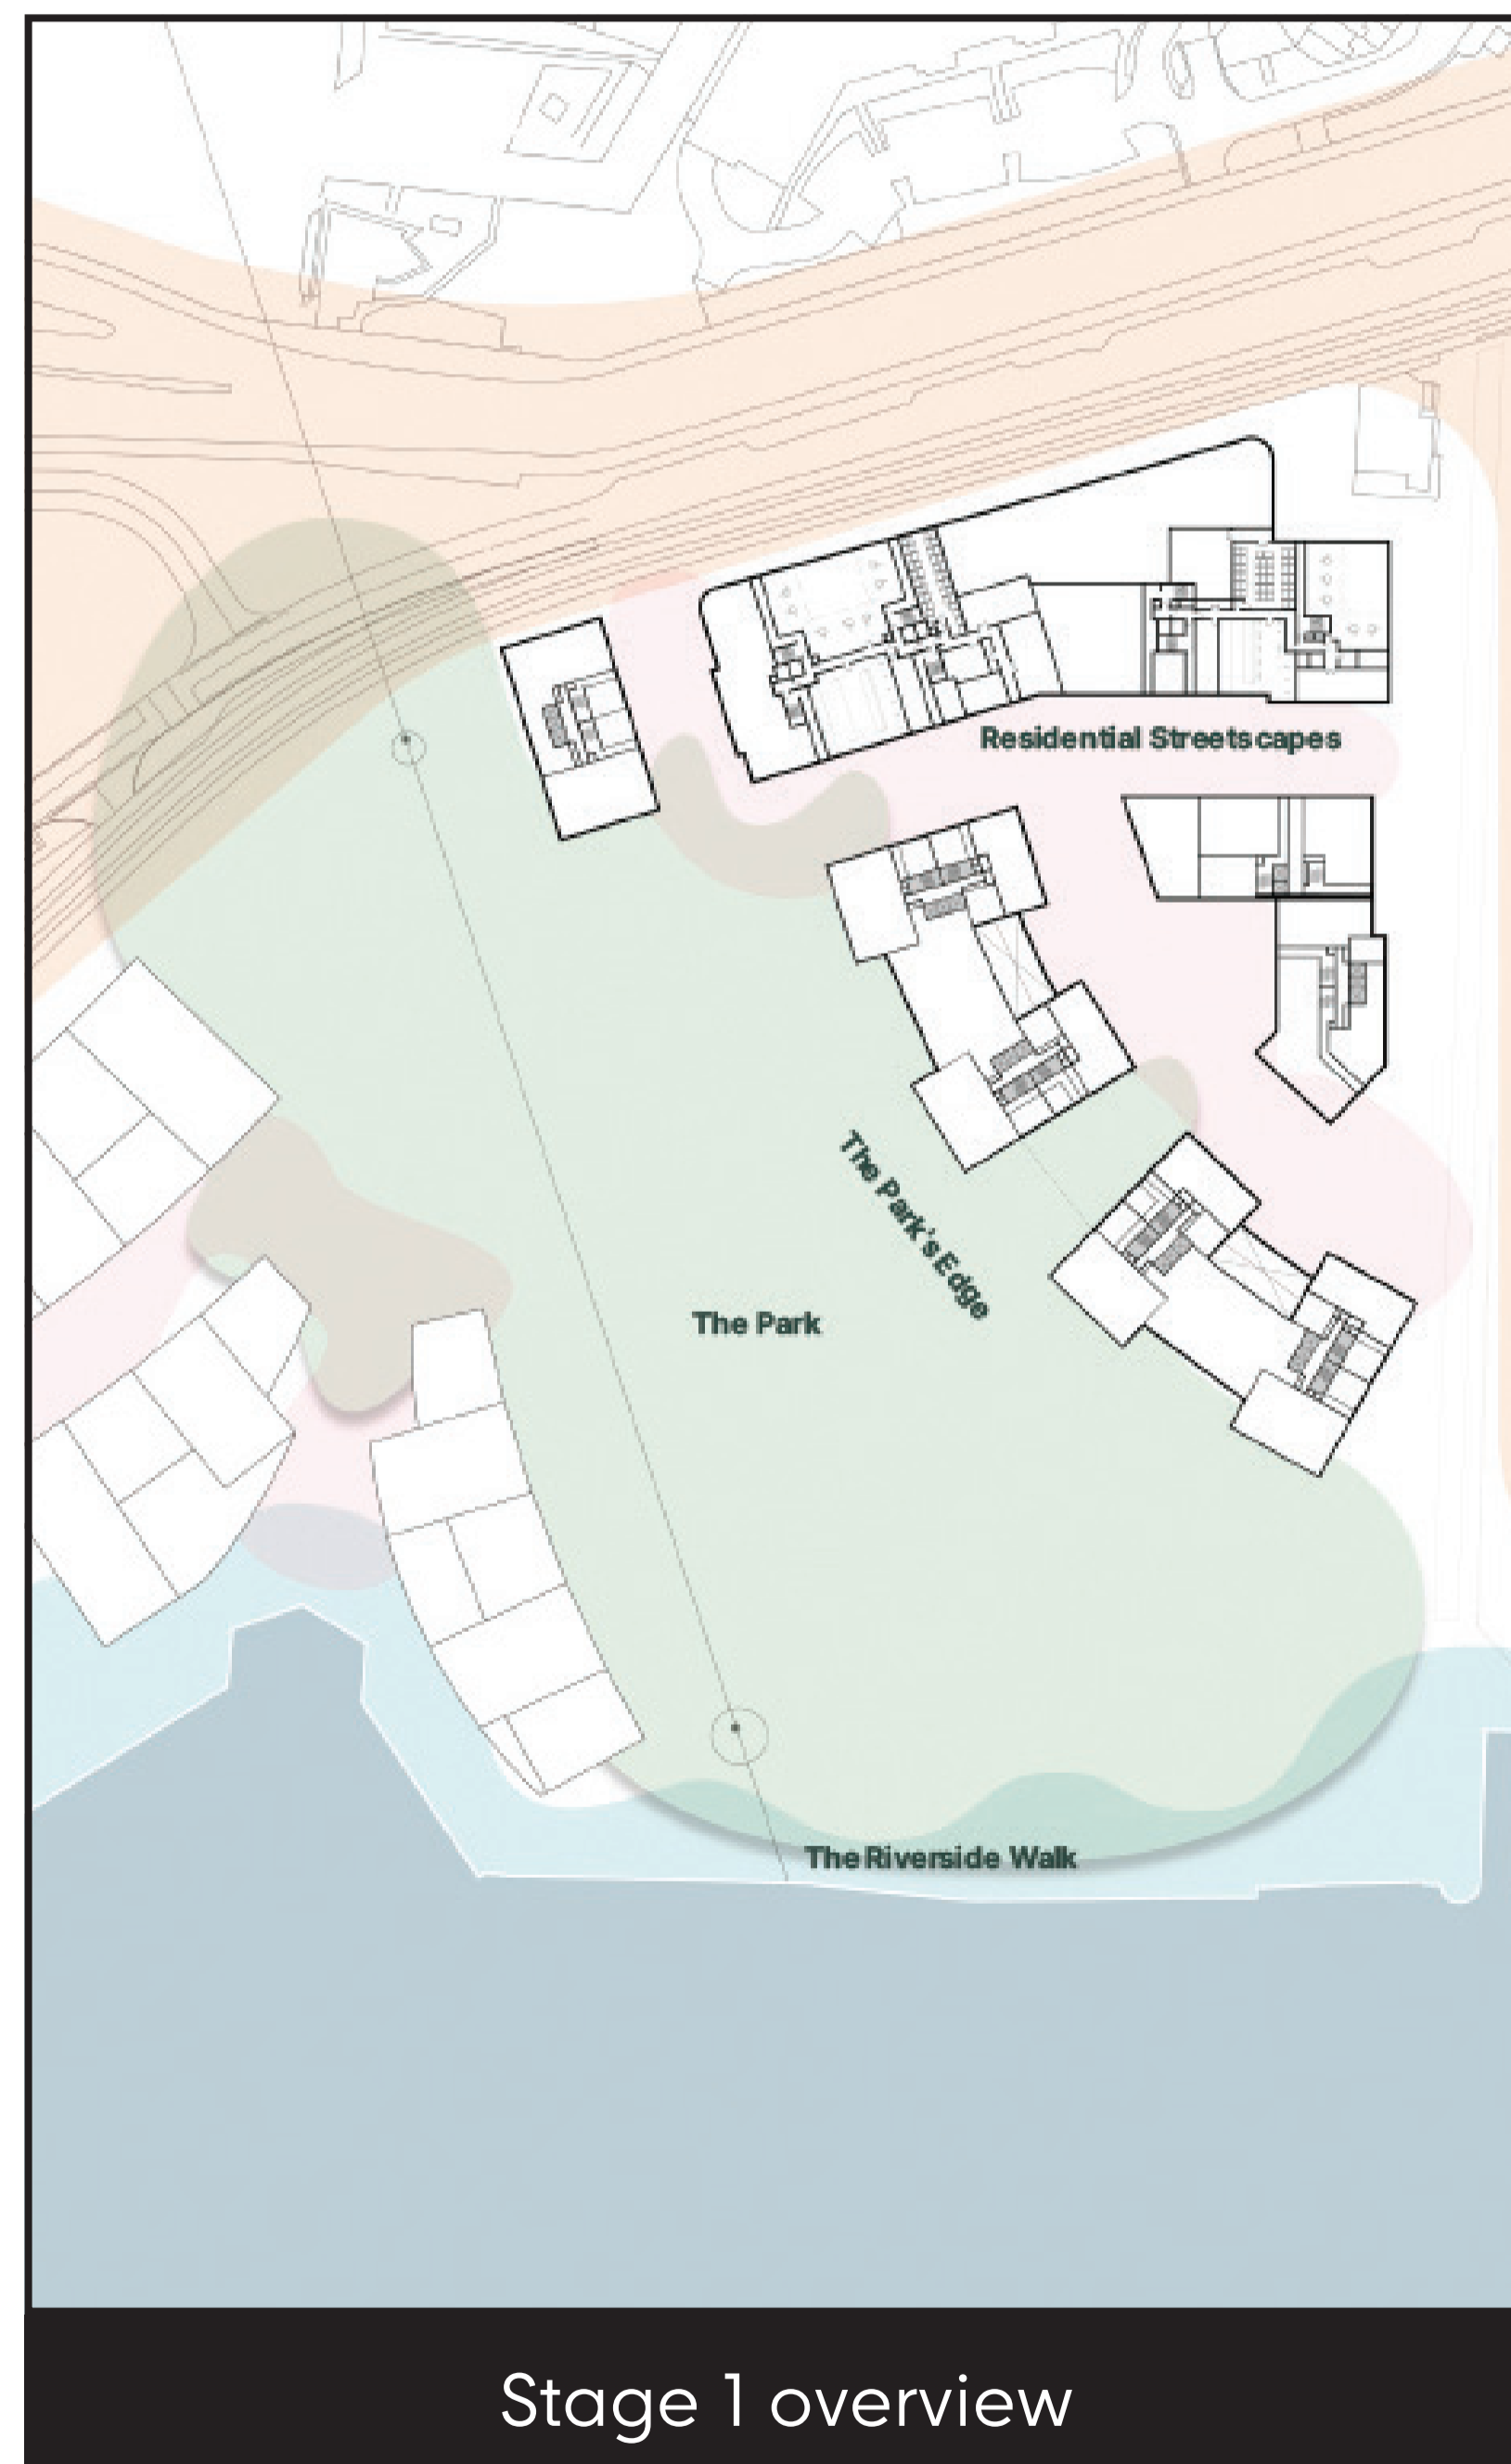 Residential Streetscapes
The Park's Edge
The Park
The Riverside Walk
Stage 1 overview